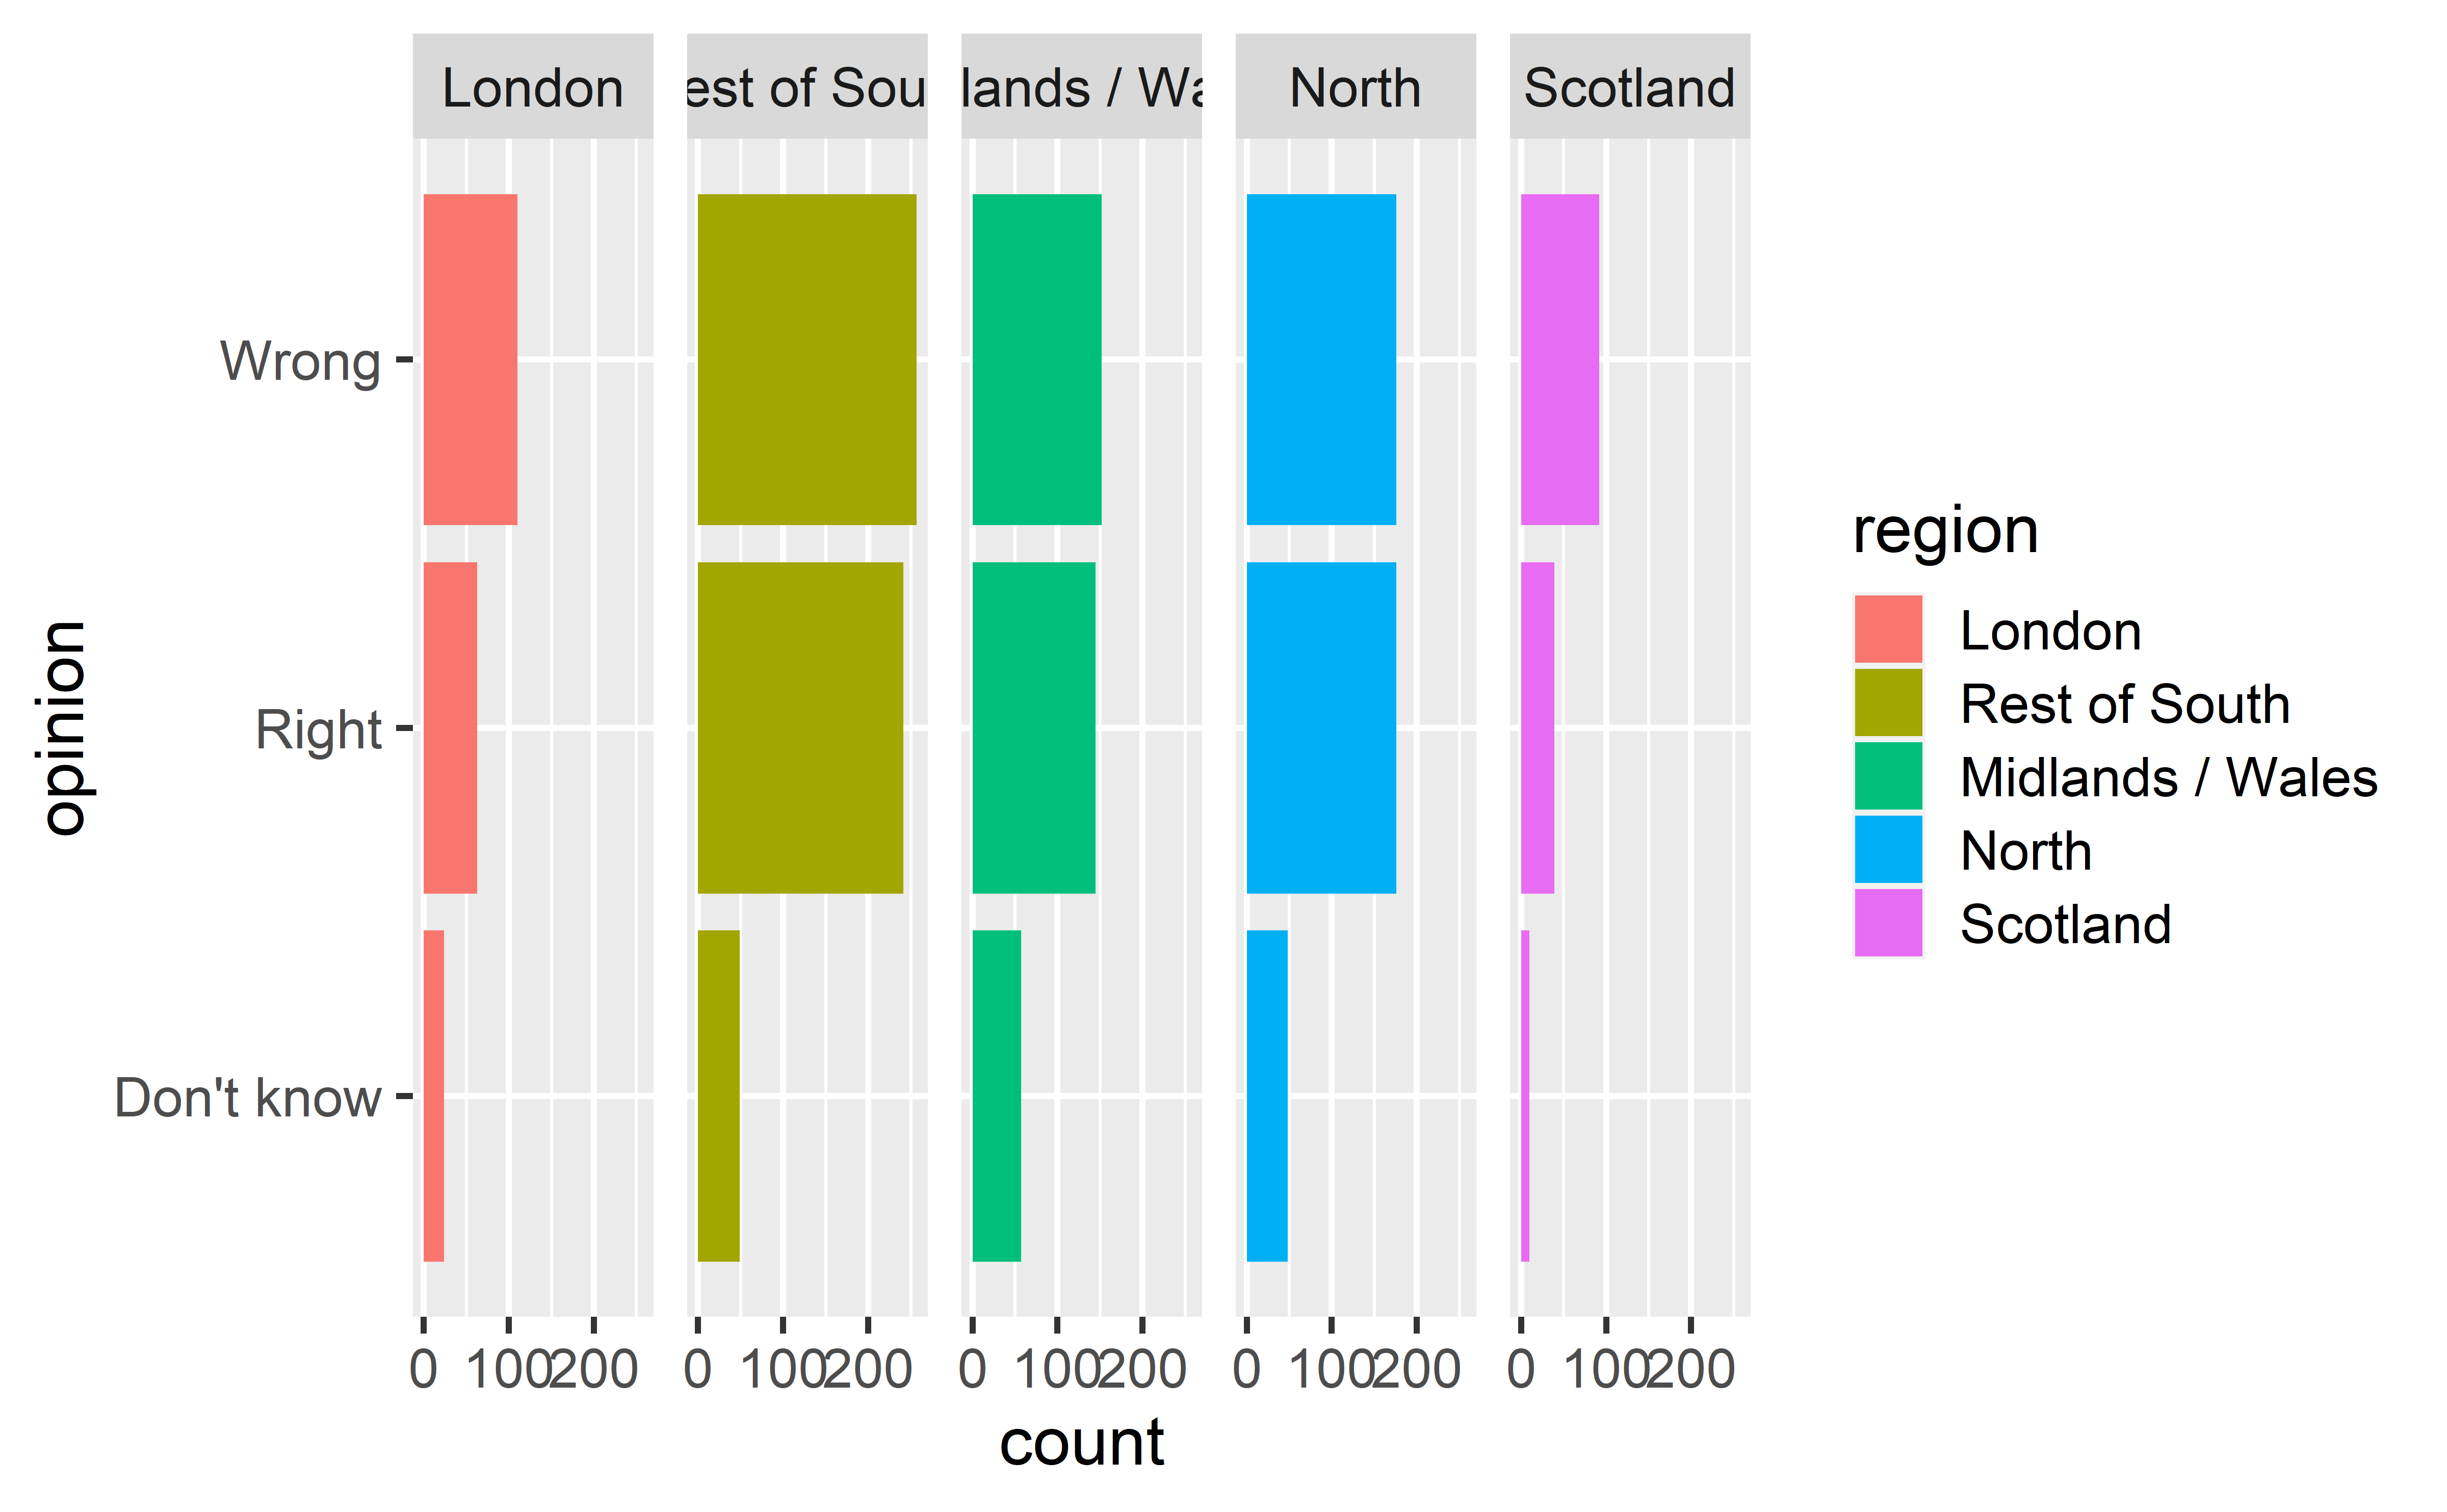 London est of Sou lands / Wa North Scotland
Wrong
Right
Don't know
opinion
0 100 200 0 100 200 0 100 200 0 100 200 0 100 200
count
region
London
Rest of South
Midlands / Wales
North
Scotland